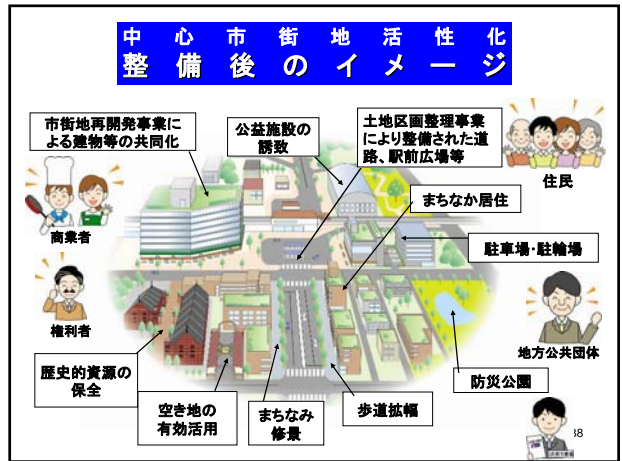 中心市街地活性化
整備後のイメージ
市街地再開発事業に
よる建物等の共同化
公益施設の
誘致
土地区画整理事業
により整備された道
路、駅前広場等
住民
商業者
まちなか居住
駐車場・駐輪場
権利者
地方公共団体
歴史的資源の
保全
空き地の
有効活用
まちなみ
修景
歩道拡幅
防災公園
38